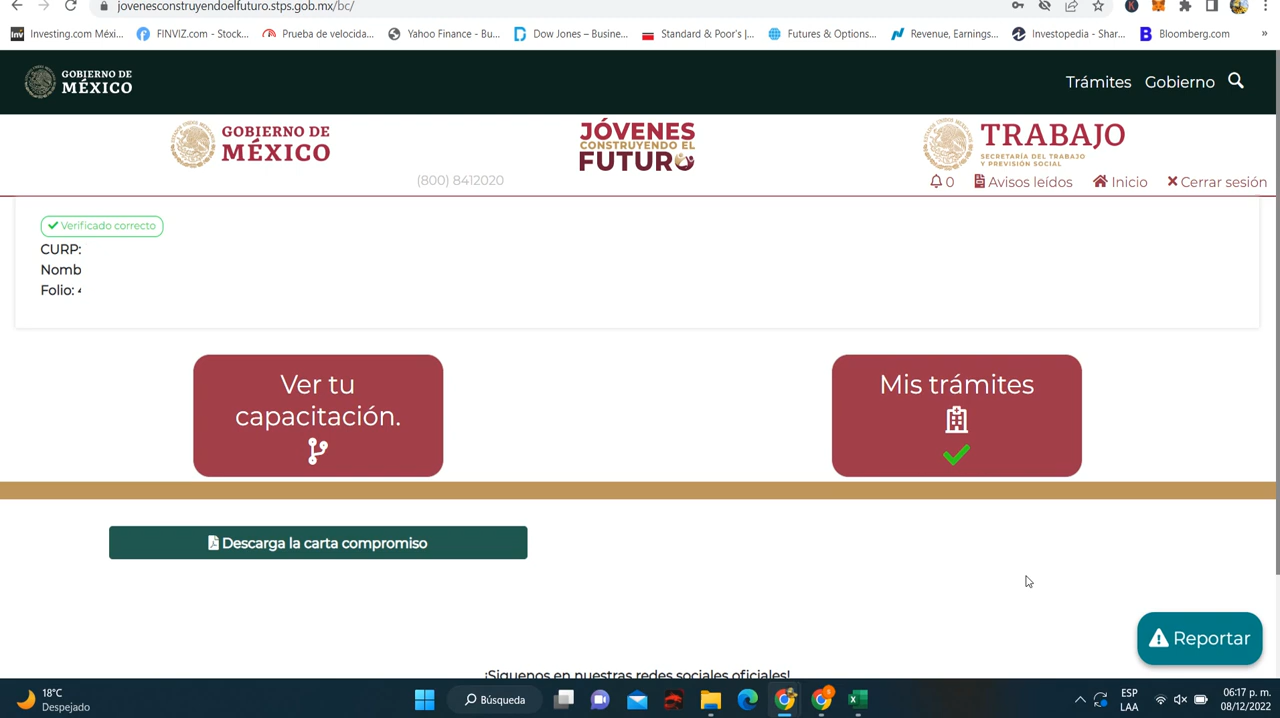 jovenesconstruyendoelfuturo.stps.gob.mx/bc/
Investing.com Méxi... FINVIZ.com - Stock... Prueba de velocida... Yahoo Finance - Bu... Dow Jones – Busine... Standard & Poor's |... Futures & Options... Revenue, Earnings,... Investopedia - Shar... Bloomberg.com »
GOBIERNO DE
MÉXICO
Trámites Gobierno
GOBIERNO DE
MÉXICO
JÓVENES
CONSTRUYENDO EL
FUTURO
TRABAJO
SECRETARÍA DEL TRABAJO
Y PREVISIÓN SOCIAL
(800) 8412020
0 Avisos leídos Inicio Cerrar sesión
Verificado correcto
CURP:
Nomb
Folio:
Ver tu
capacitación.
Mis trámites
Descarga la carta compromiso
Reportar
¡Siguenos en nuestras redes sociales oficiales!
18°C
Despejado
Búsqueda
ESP
LAA
06:17 p. m.
08/12/2022